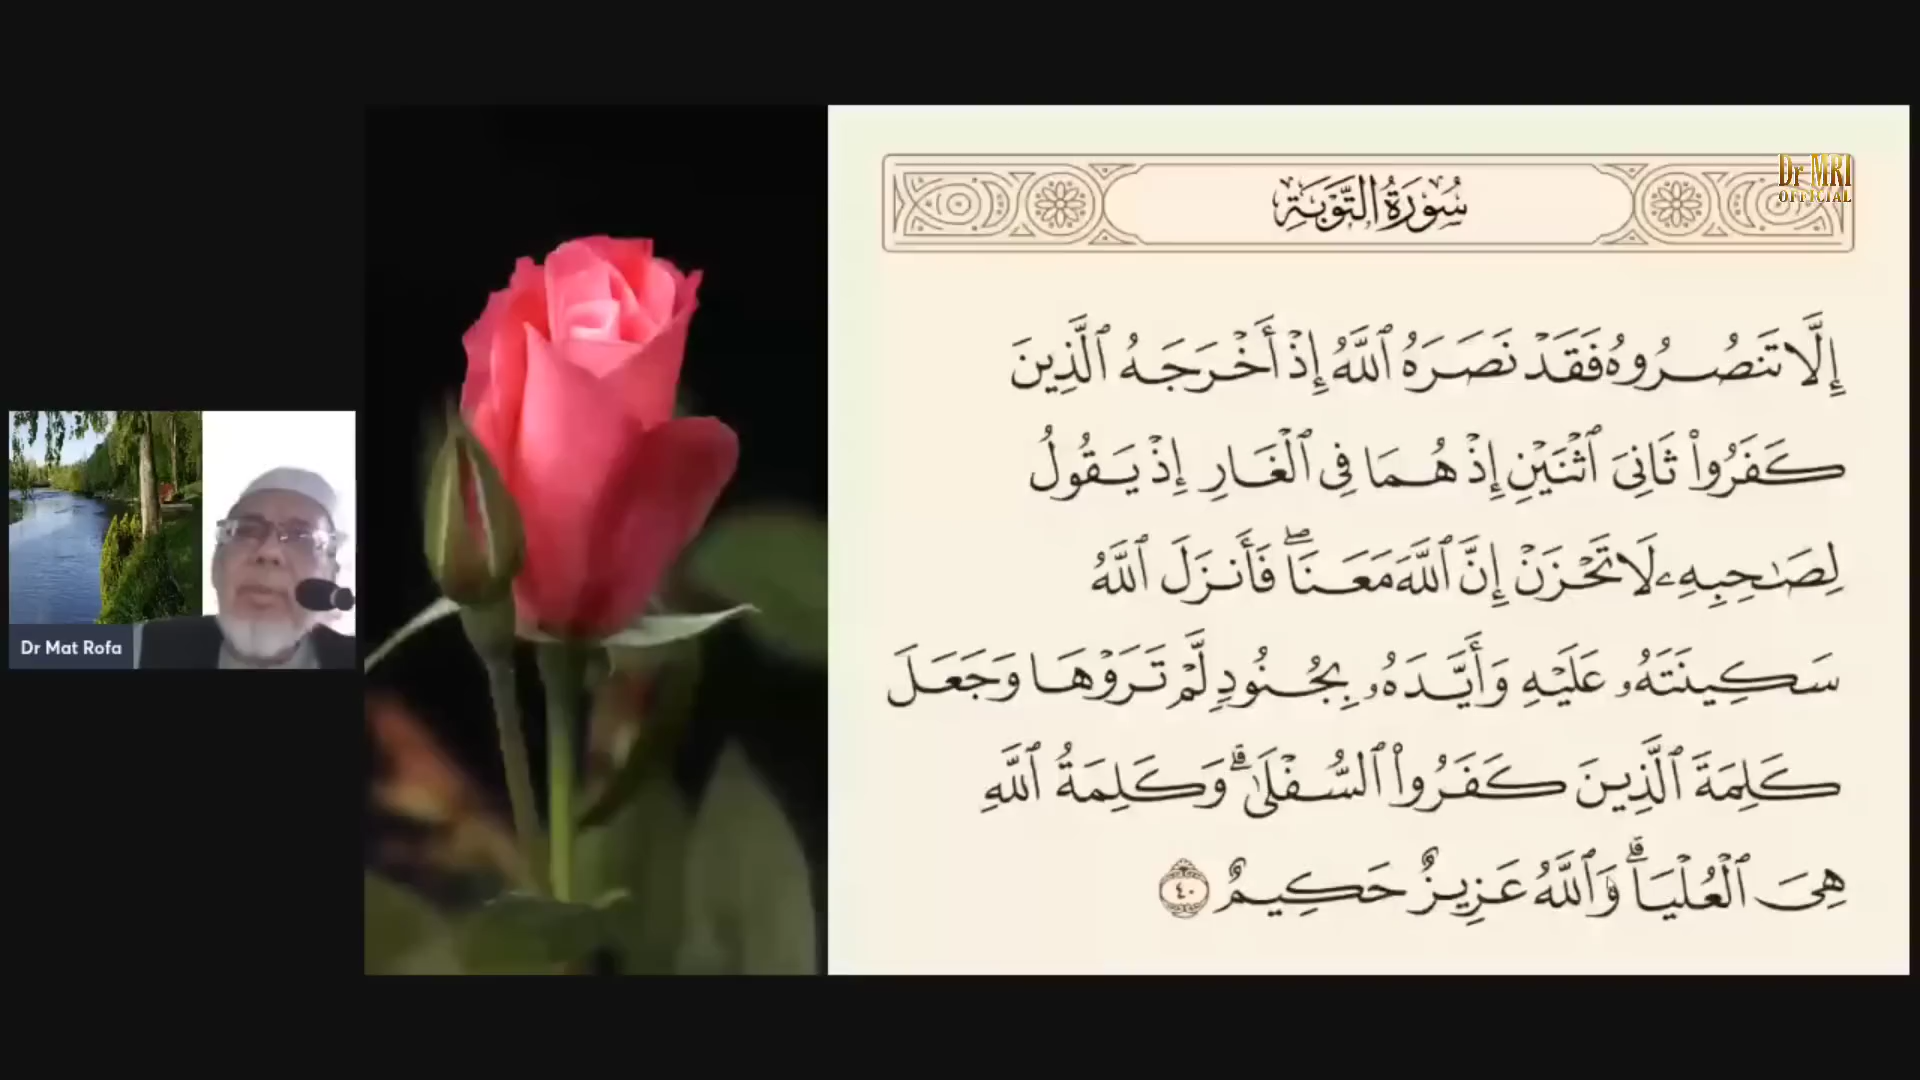 Dr MRI
OFFICIAL
سُورَةُ التَّوْبَةِ
إِلَّا تَنصُرُوهُ فَقَدْ نَصَرَهُ ٱللَّهُ إِذْ أَخْرَجَهُ ٱلَّذِينَ
كَفَرُوا۟ ثَانِىَ ٱثْنَيْنِ إِذْ هُمَا فِى ٱلْغَارِ إِذْ يَقُولُ
لِصَـٰحِبِهِۦ لَا تَحْزَنْ إِنَّ ٱللَّهَ مَعَنَا ۖ فَأَنزَلَ ٱللَّهُ
سَكِينَتَهُۥ عَلَيْهِ وَأَيَّدَهُۥ بِجُنُودٍ لَّمْ تَرَوْهَا وَجَعَلَ
كَلِمَةَ ٱلَّذِينَ كَفَرُوا۟ ٱلسُّفْلَىٰ ۗ وَكَلِمَةُ ٱللَّهِ
هِىَ ٱلْعُلْيَا ۗ وَٱللَّهُ عَزِيزٌ حَكِيمٌ ٤٠
Dr Mat Rofa